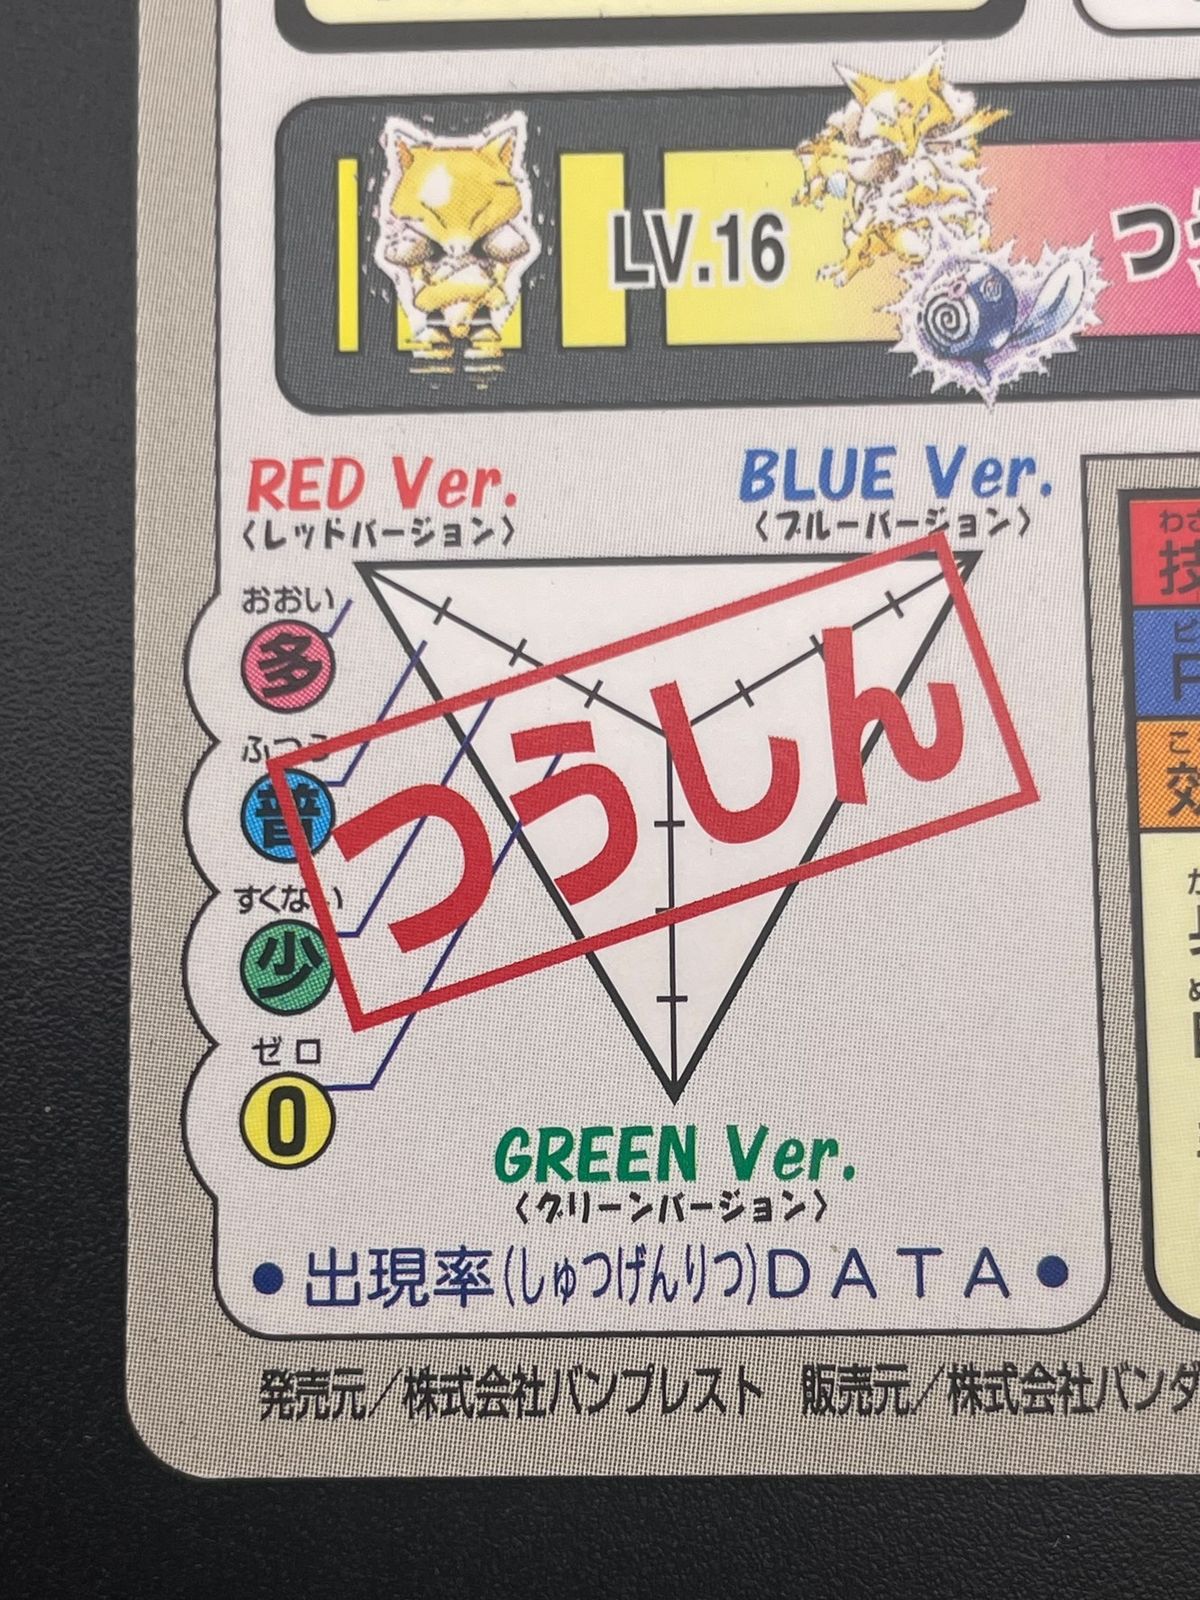 LV.16
つ
RED Ver.
〈レッドバージョン〉
BLUE Ver.
〈ブルーバージョン〉
おおい
多
ふつう
普
すくない
少
ゼロ
0
つうしん
GREEN Ver.
〈グリーンバージョン〉
•出現率(しゅつげんりつ)DATA•
発売元／株式会社バンプレスト 販売元／株式会社バンダ
わざ
技